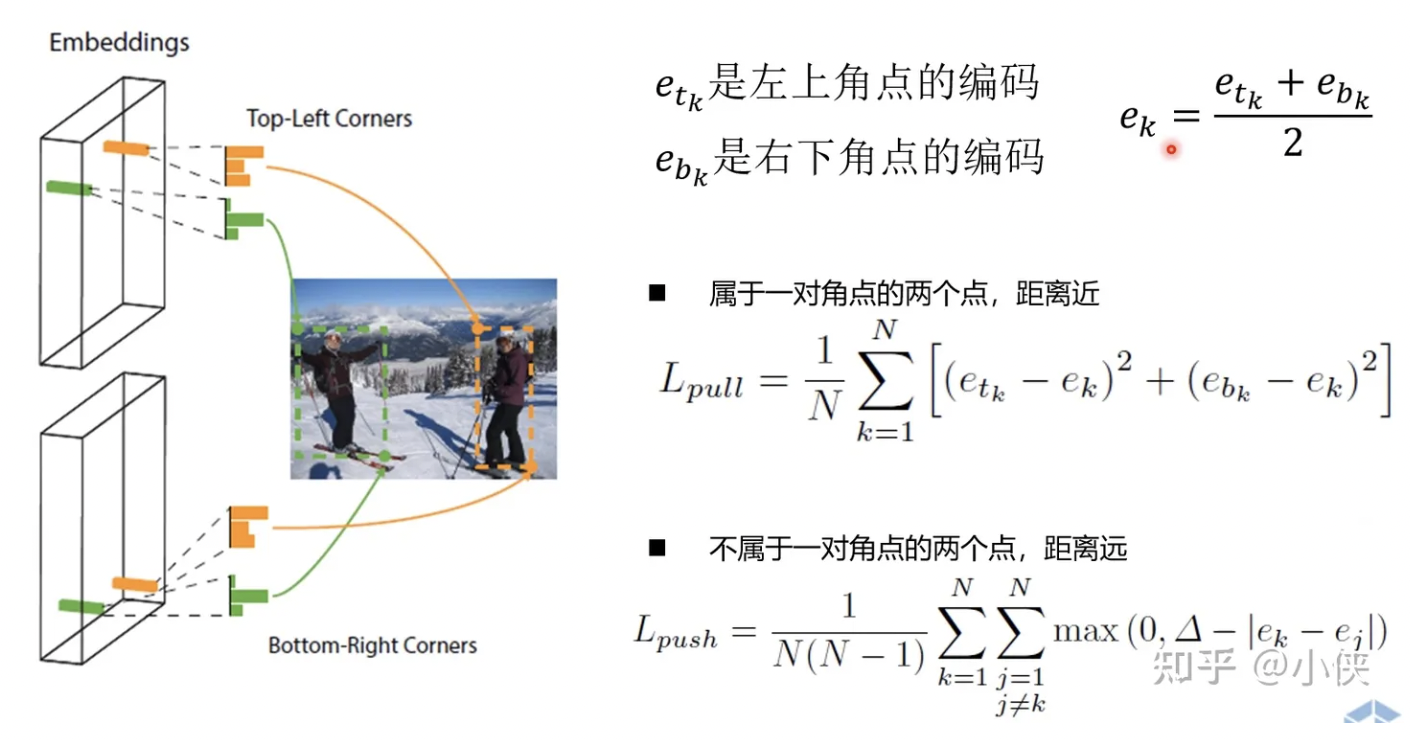 Embeddings
Top-Left Corners
Bottom-Right Corners
e_{t_k}是左上角点的编码
e_{b_k}是右下角点的编码
e_k = \frac{e_{t_k} + e_{b_k}}{2}
■ 属于一对角点的两个点，距离近
L_{pull} = \frac{1}{N} \sum_{k=1}^{N} \left[ (e_{t_k} - e_k)^2 + (e_{b_k} - e_k)^2 \right]
■ 不属于一对角点的两个点，距离远
L_{push} = \frac{1}{N(N-1)} \sum_{k=1}^{N} \sum_{\substack{j=1 \\ j \neq k}}^{N} \max(0, \Delta - |e_k - e_j|)
知乎 @小侠